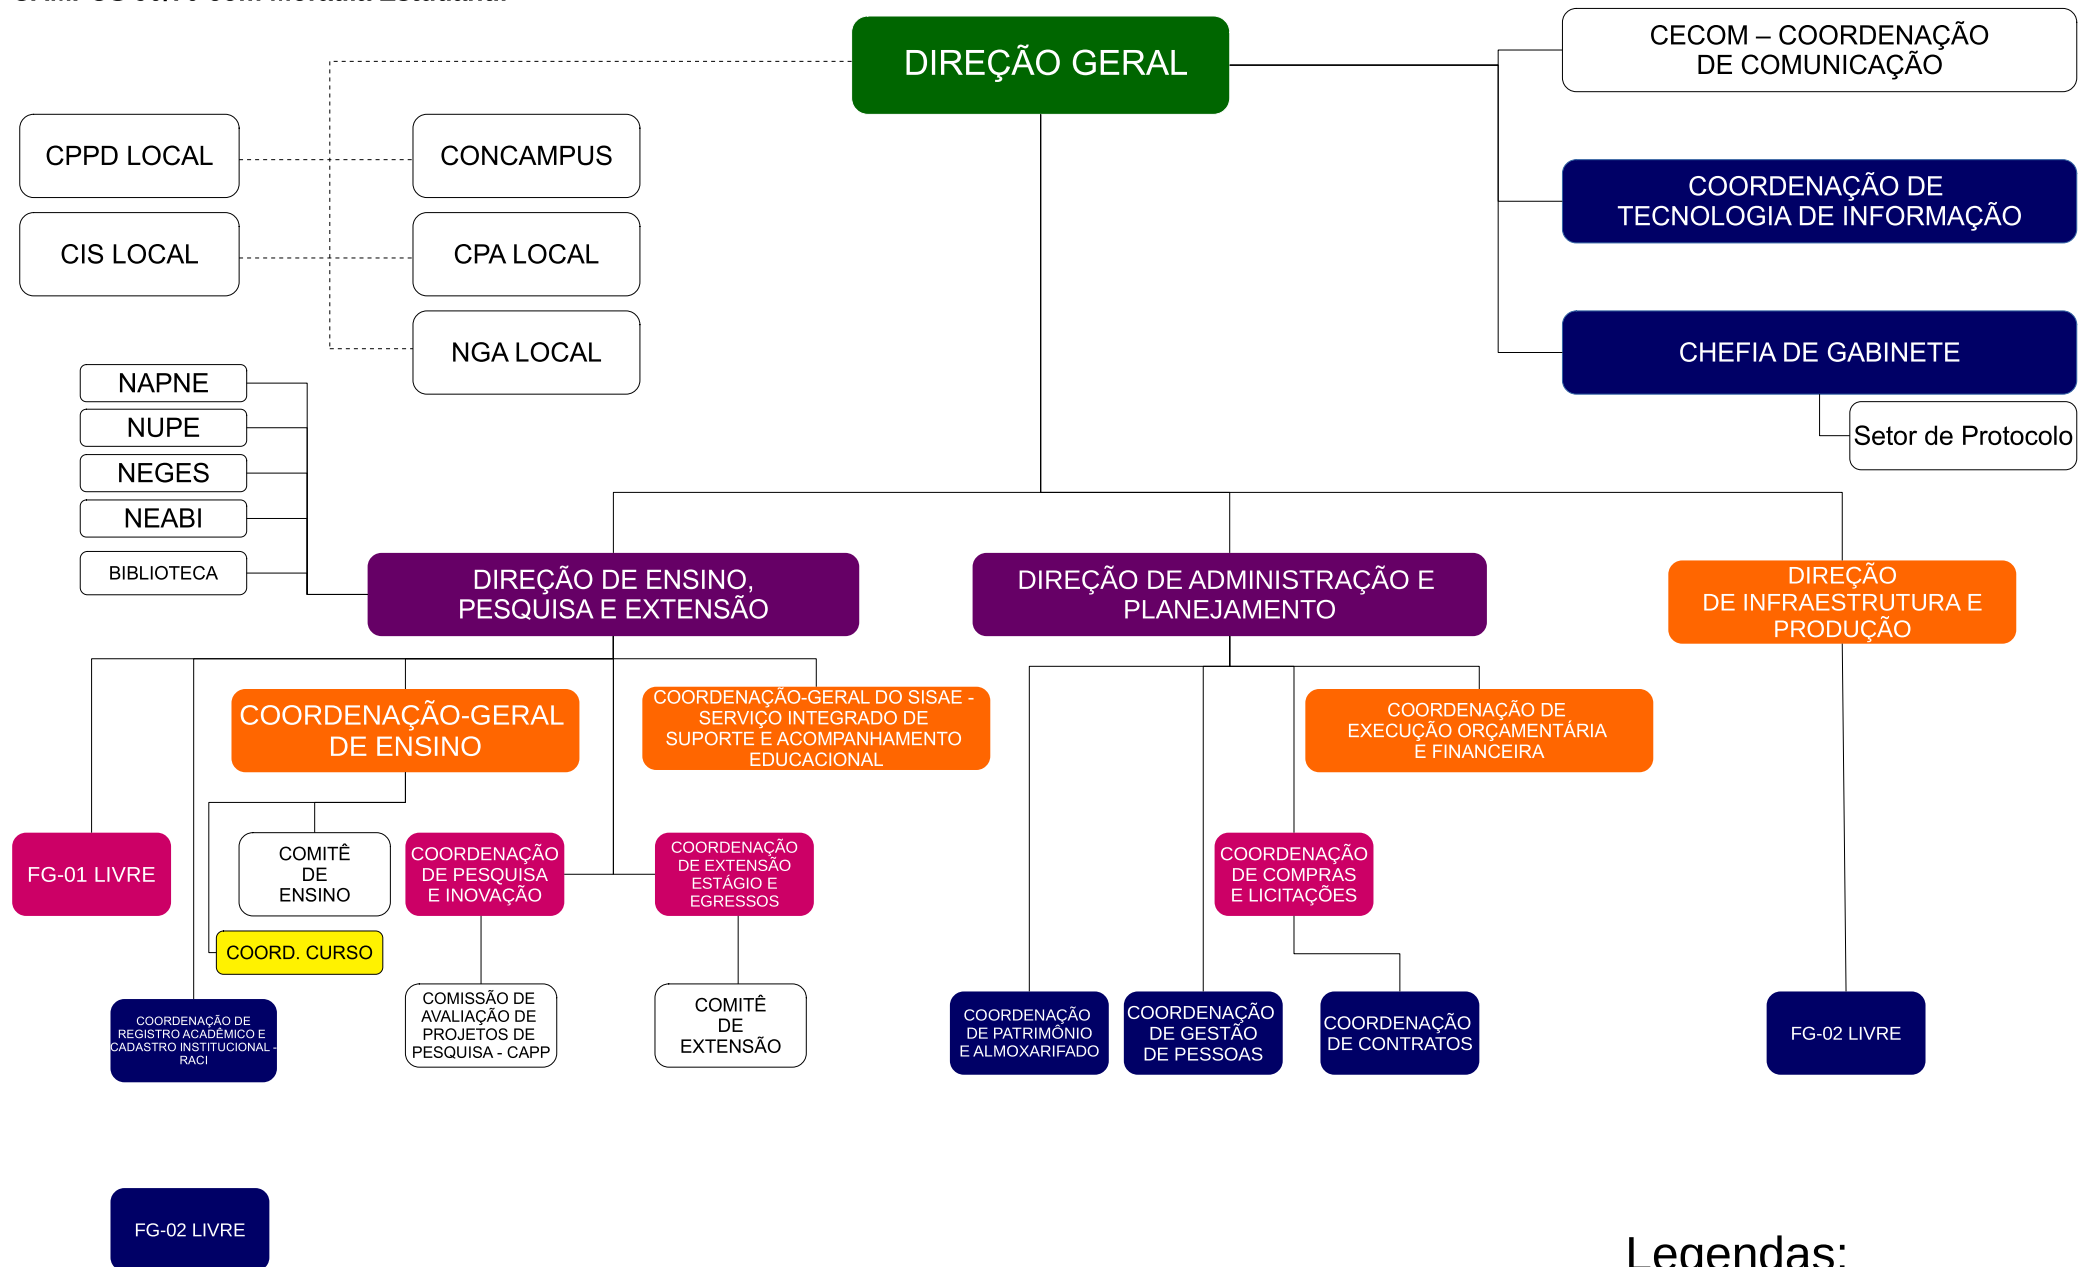 DIREÇÃO GERAL
CECOM – COORDENAÇÃO
DE COMUNICAÇÃO
CPPD LOCAL
CONCAMPUS
COORDENAÇÃO DE
TECNOLOGIA DE INFORMAÇÃO
CIS LOCAL
CPA LOCAL
NGA LOCAL
CHEFIA DE GABINETE
Setor de Protocolo
NAPNE
NUPE
NEGES
NEABI
BIBLIOTECA
DIREÇÃO DE ENSINO,
PESQUISA E EXTENSÃO
DIREÇÃO DE ADMINISTRAÇÃO E
PLANEJAMENTO
DIREÇÃO
DE INFRAESTRUTURA E
PRODUÇÃO
COORDENAÇÃO-GERAL
DE ENSINO
COORDENAÇÃO-GERAL DO SISAE -
SERVIÇO INTEGRADO DE
SUPORTE E ACOMPANHAMENTO
EDUCACIONAL
COORDENAÇÃO DE
EXECUÇÃO ORÇAMENTÁRIA
E FINANCEIRA
FG-01 LIVRE
COMITÊ
DE
ENSINO
COORDENAÇÃO
DE PESQUISA
E INOVAÇÃO
COORDENAÇÃO
DE EXTENSÃO
ESTÁGIO E
EGRESSOS
COORDENAÇÃO
DE COMPRAS
E LICITAÇÕES
COORD. CURSO
COORDENAÇÃO DE
REGISTRO ACADÊMICO E
CADASTRO INSTITUCIONAL -
RACI
COMISSÃO DE
AVALIAÇÃO DE
PROJETOS DE
PESQUISA - CAPP
COMITÊ
DE
EXTENSÃO
COORDENAÇÃO
DE PATRIMÔNIO
E ALMOXARIFADO
COORDENAÇÃO
DE GESTÃO
DE PESSOAS
COORDENAÇÃO
DE CONTRATOS
FG-02 LIVRE
FG-02 LIVRE
Legendas: